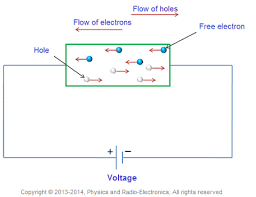 Flow of holes
Flow of electrons
Free electron
Hole
+ −
Voltage
Copyright © 2013-2014, Physics and Radio-Electronics, All rights reserved